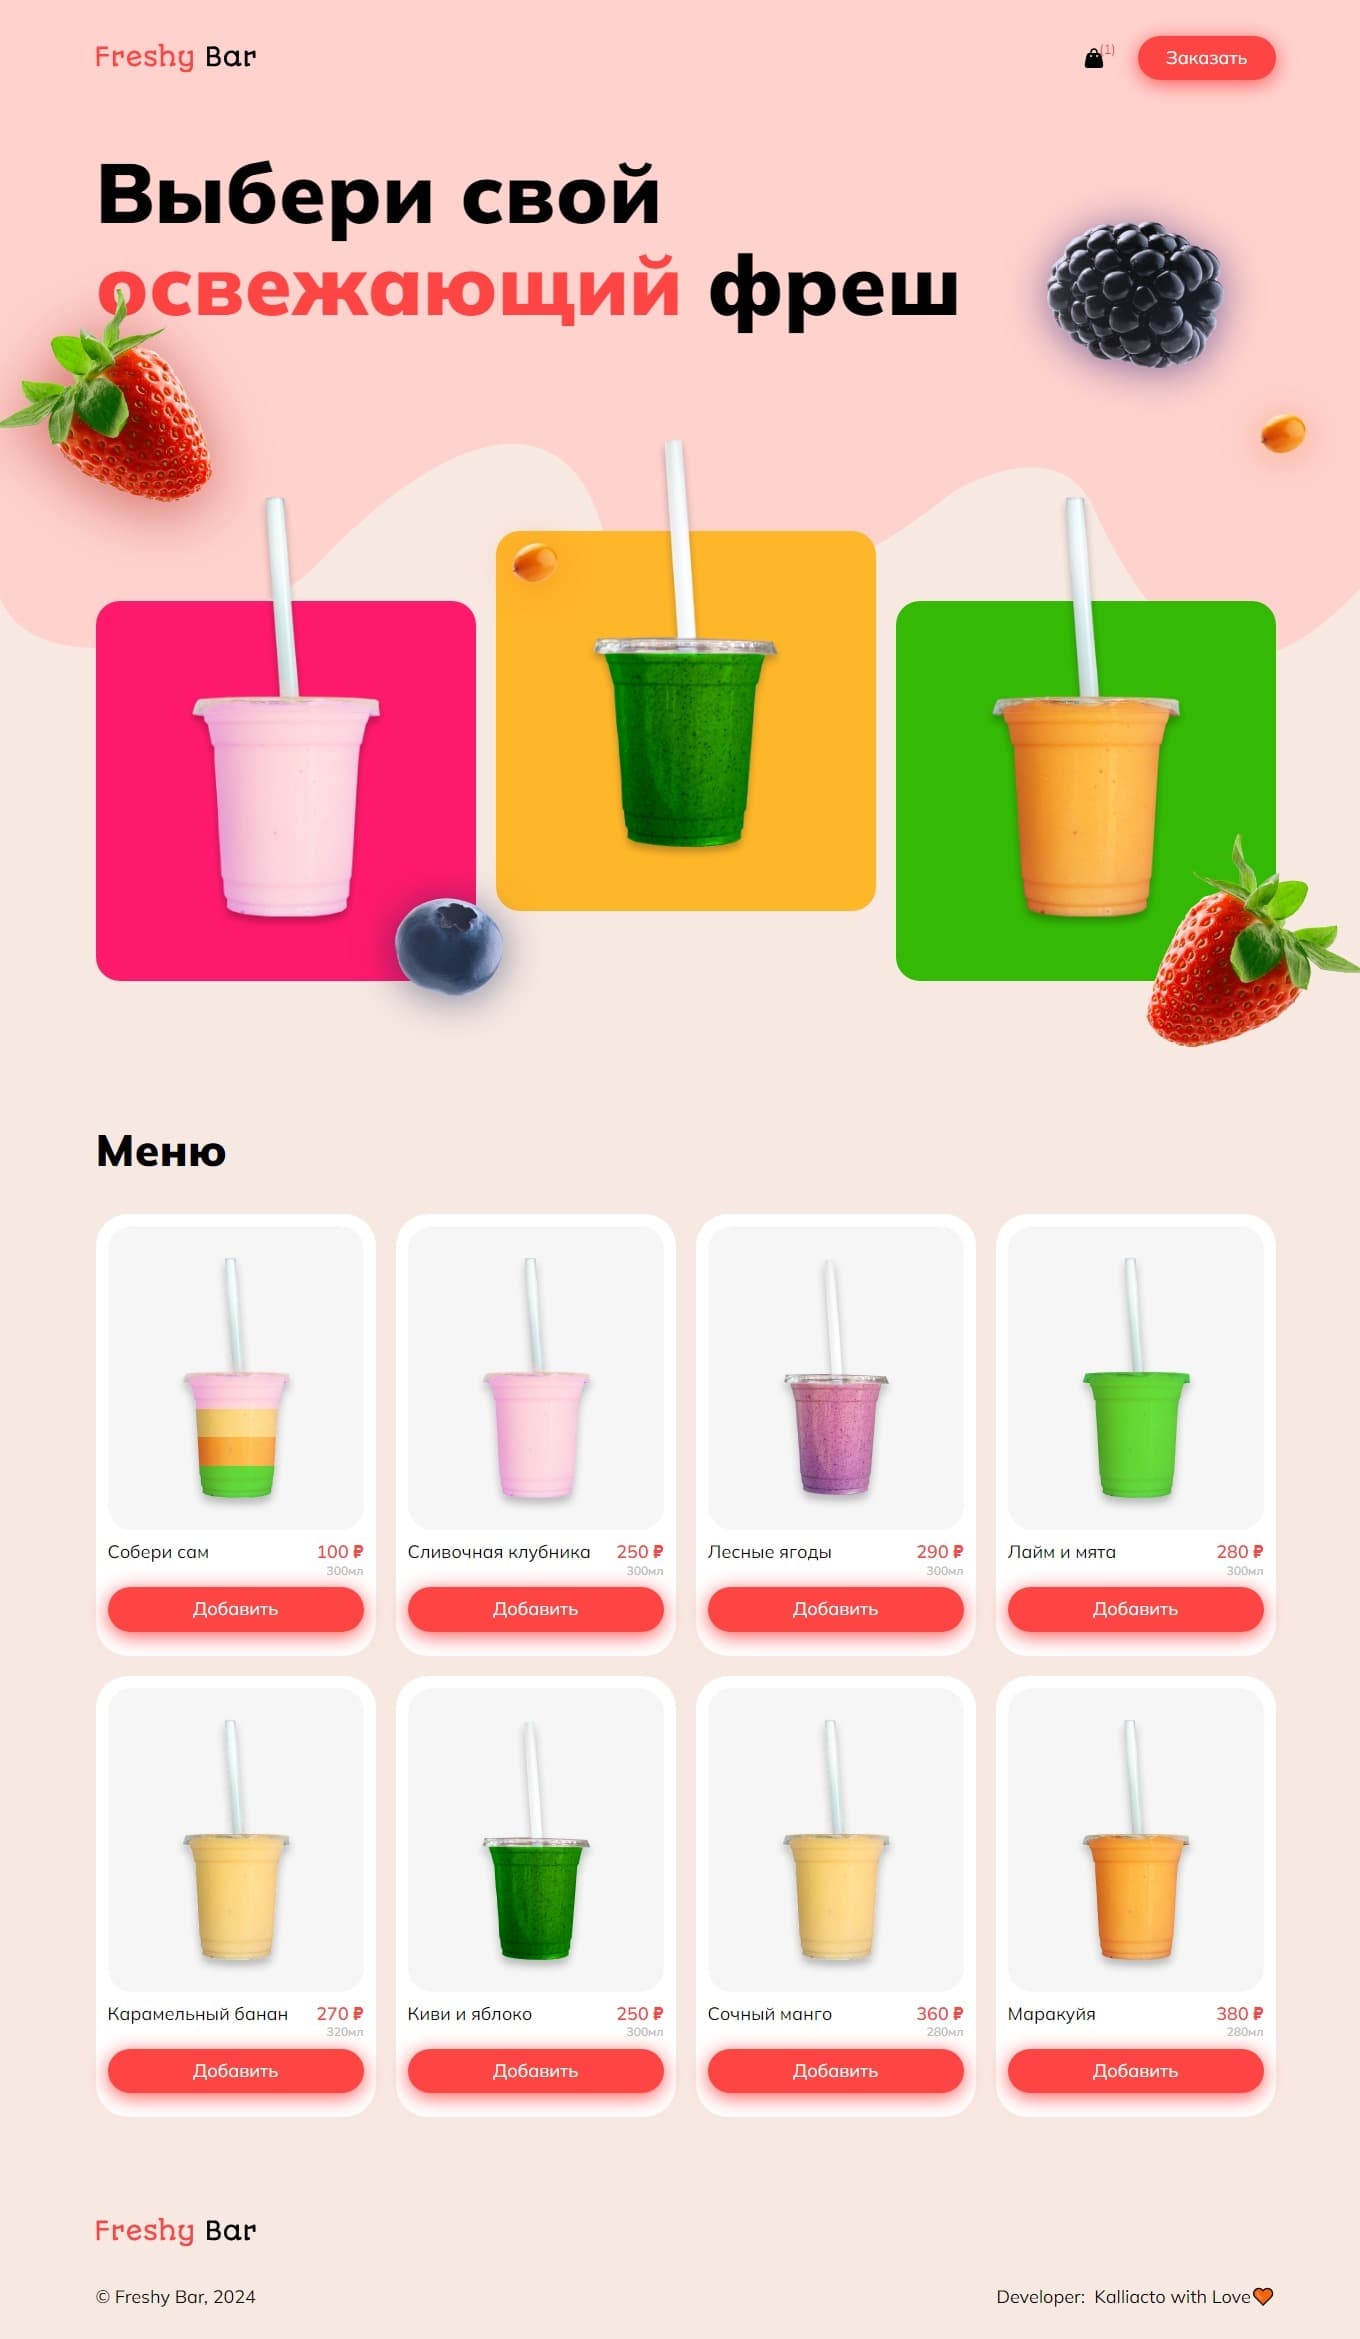 Freshy Bar
(1)
Заказать
Выбери свой
освежающий фреш
Меню
Собери сам
100 ₽
300мл
Добавить
Сливочная клубника
250 ₽
300мл
Добавить
Лесные ягоды
290 ₽
300мл
Добавить
Лайм и мята
280 ₽
300мл
Добавить
Карамельный банан
270 ₽
320мл
Добавить
Киви и яблоко
250 ₽
300мл
Добавить
Сочный манго
360 ₽
280мл
Добавить
Маракуйя
380 ₽
280мл
Добавить
Freshy Bar
© Freshy Bar, 2024
Developer: Kalliacto with Love🧡